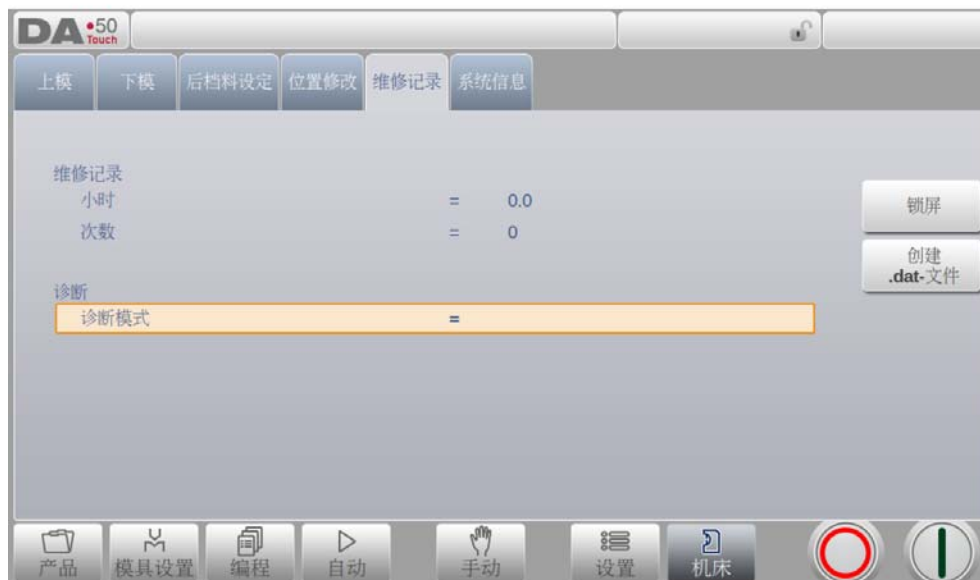 DA 50
Touch
上模 下模 后档料设定 位置修改 维修记录 系统信息
维修记录
小时 = 0.0
次数 = 0
锁屏
创建
.dat-文件
诊断
诊断模式 =
产品 模具设置 编程 自动 手动 设置 机床